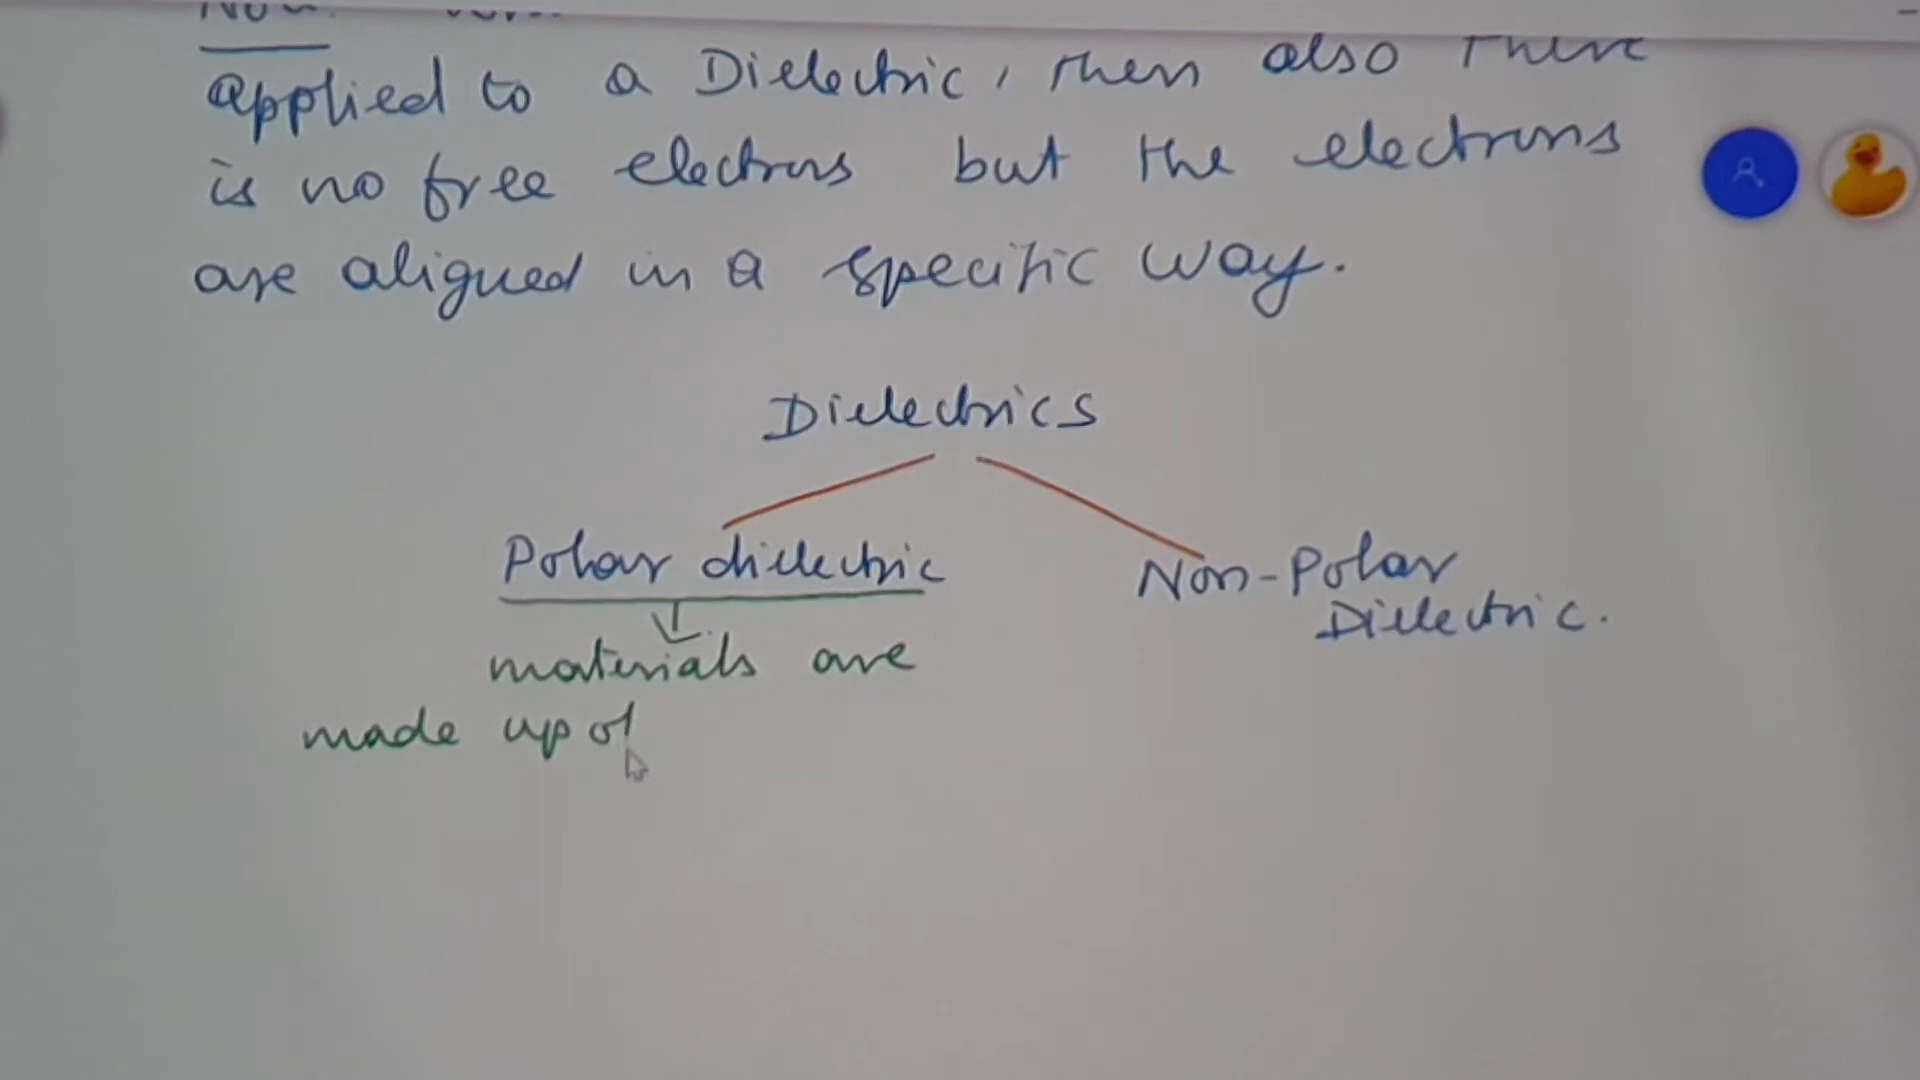 applied to a Dielectric, then also there
is no free electrons but the electrons
are aligned in a specific way.
Dielectrics
Polar dielectric
Non-Polar
Dielectric.
materials are
made up of